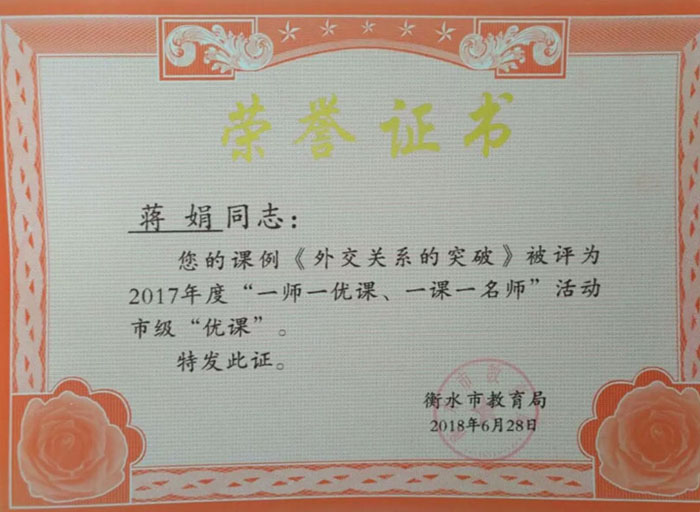 荣誉证书
蒋娟同志：
您的课例《外交关系的突破》被评为
2017年度“一师一优课、一课一名师”活动
市级“优课”。
特发此证。
衡水市教育局
2018年6月28日